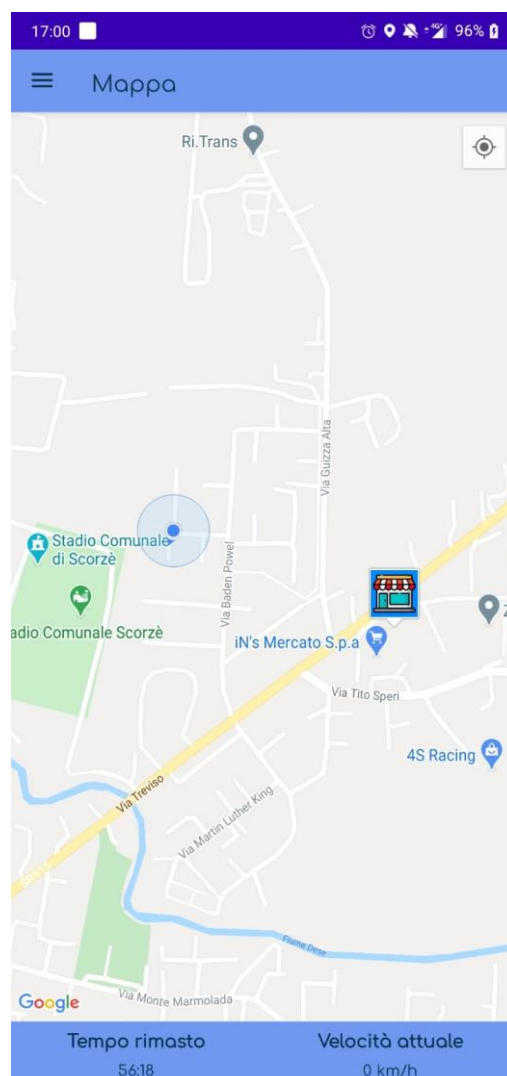 17:00
4G
96%
Mappa
Ri.Trans
Via Guizza Alta
Stadio Comunale
di Scorzè
adio Comunale Scorzè
Via Baden Powel
iN's Mercato S.p.a
Via Tito Speri
4S Racing
Via Treviso
Via Martin Luther King
SR515
Fiume Dese
Google
Via Monte Marmolada
Tempo rimasto
Velocità attuale
56:18
0 km/h